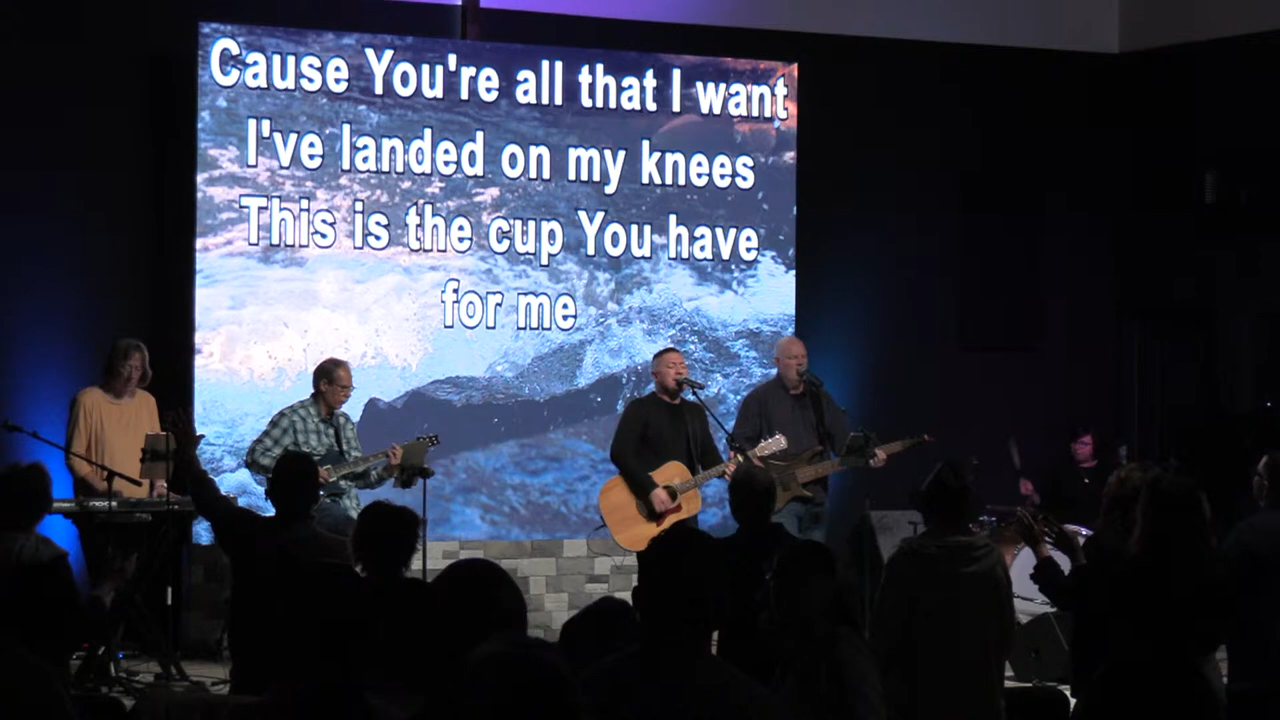 Cause You're all that I want
I've landed on my knees
This is the cup You have
for me